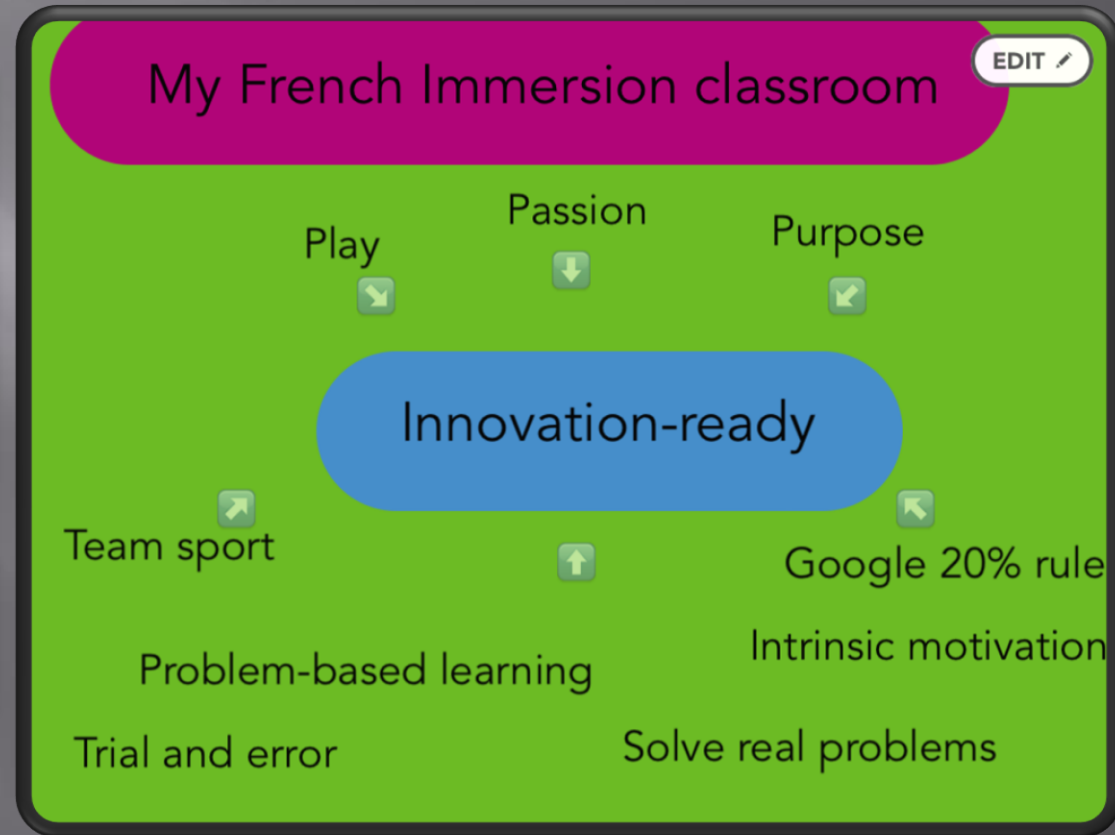 My French Immersion classroom
EDIT
Passion
Play
Purpose
Innovation-ready
Team sport
Google 20% rule
Intrinsic motivation
Problem-based learning
Trial and error
Solve real problems